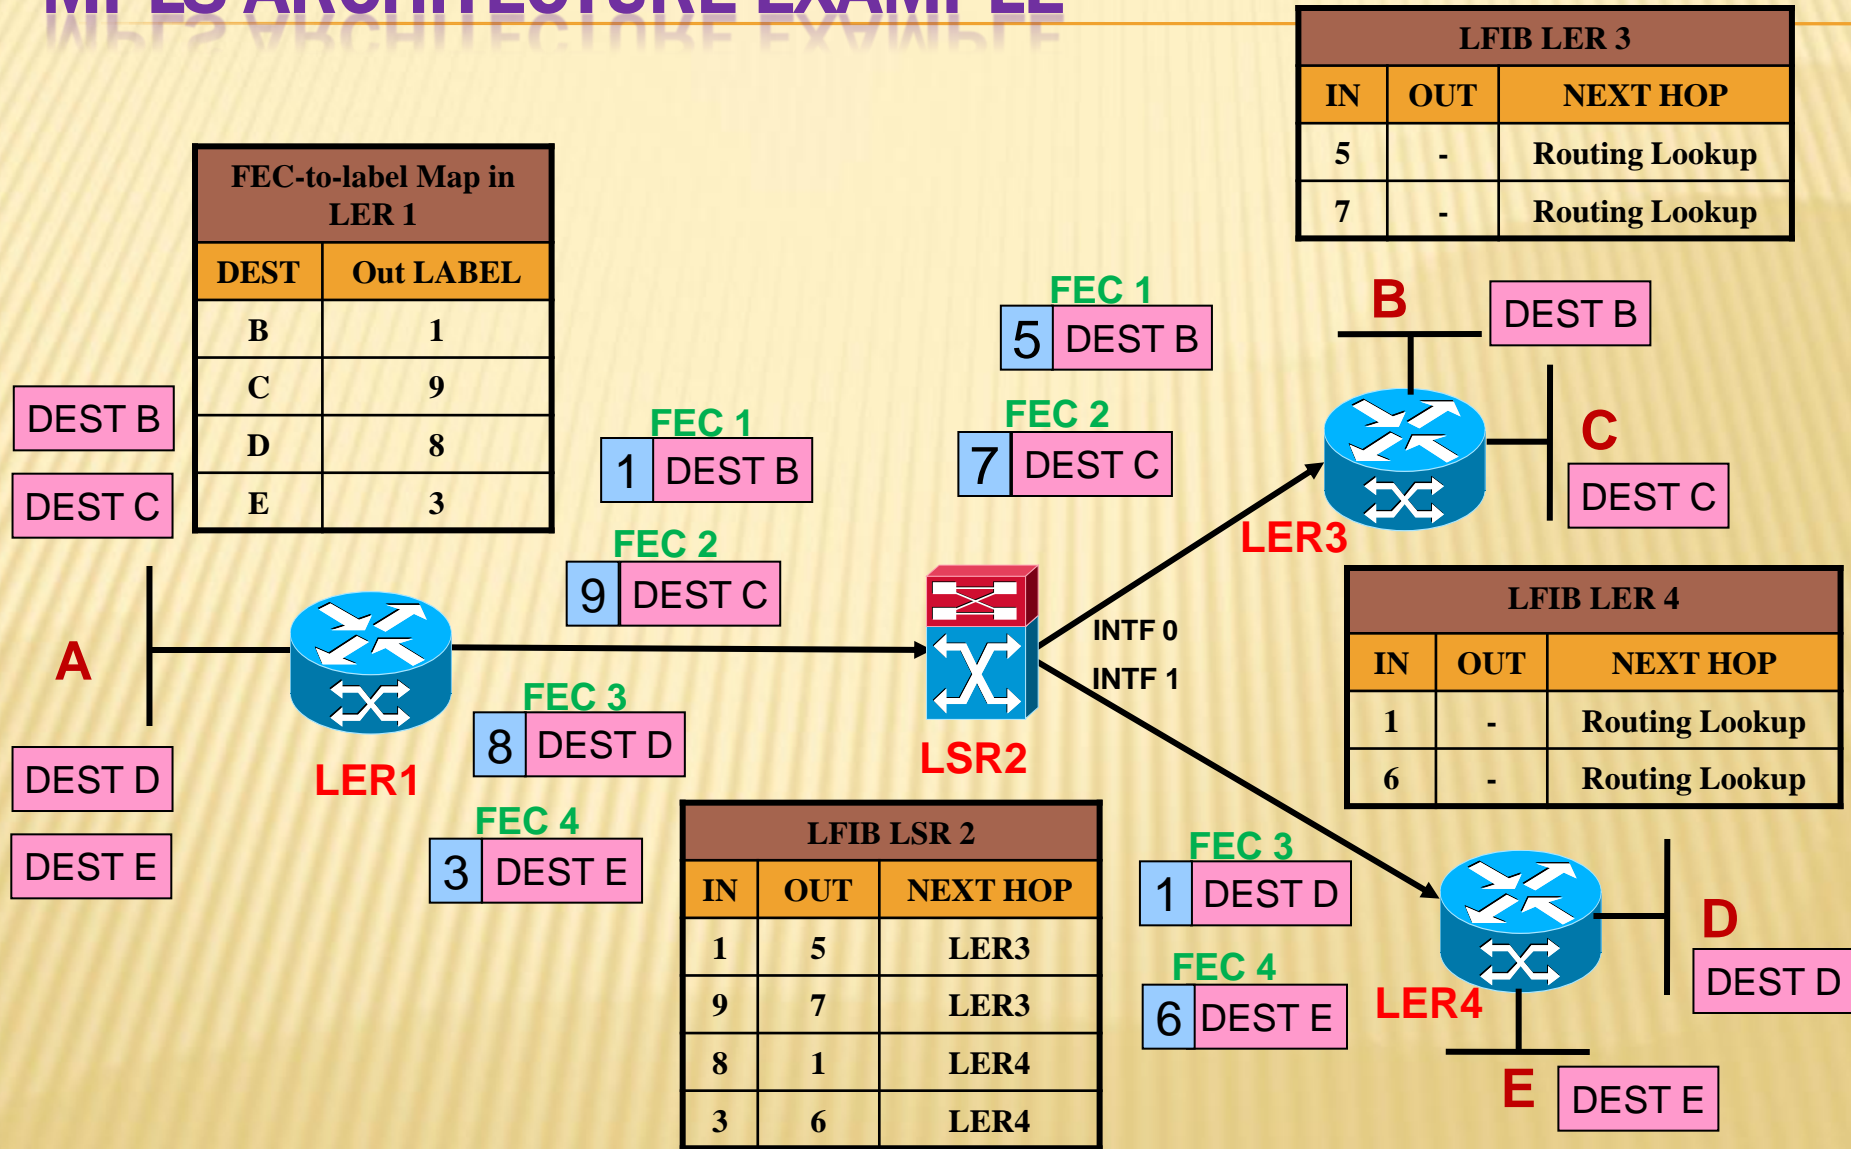 MPLS ARCHITECTURE EXAMPLE
LFIB LER 3
IN OUT NEXT HOP
5 - Routing Lookup
7 - Routing Lookup
FEC-to-label Map in
LER 1
DEST Out LABEL
B 1
C 9
D 8
E 3
DEST B
DEST C
A
DEST D
DEST E
LER1
FEC 1
1 DEST B
FEC 2
9 DEST C
FEC 3
8 DEST D
FEC 4
3 DEST E
LSR2
INTF 0
INTF 1
LFIB LSR 2
IN OUT NEXT HOP
1 5 LER3
9 7 LER3
8 1 LER4
3 6 LER4
FEC 1
5 DEST B
FEC 2
7 DEST C
B
DEST B
C
DEST C
LER3
LFIB LER 4
IN OUT NEXT HOP
1 - Routing Lookup
6 - Routing Lookup
FEC 3
1 DEST D
FEC 4
6 DEST E
LER4
D
DEST D
E
DEST E